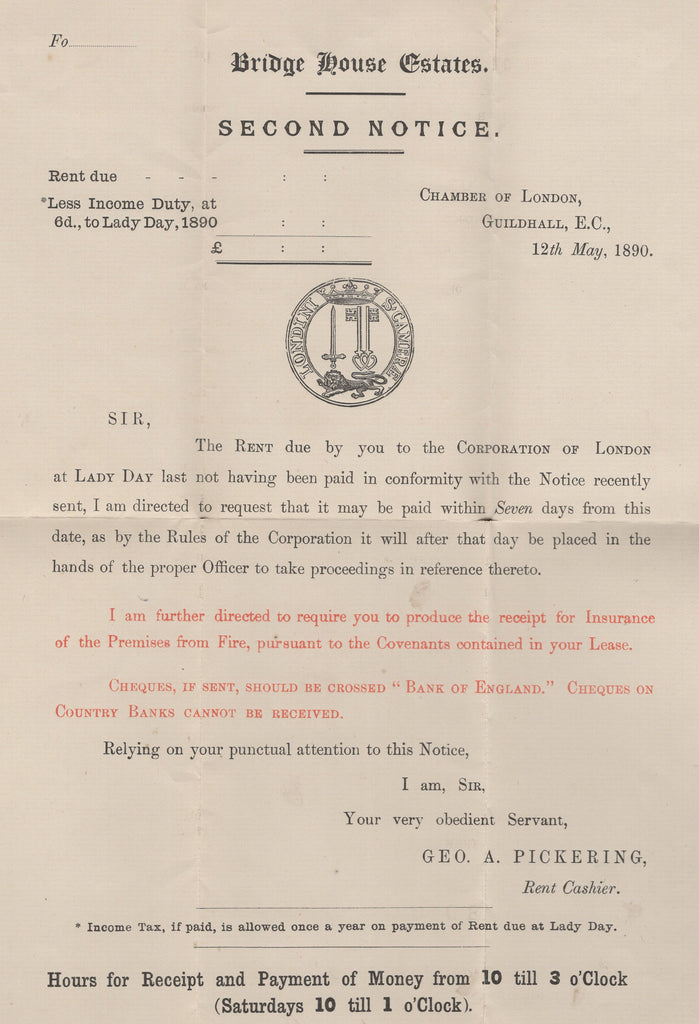 Fo
Bridge House Estates.
SECOND NOTICE.
Rent due - - - : :
*Less Income Duty, at
6d., to Lady Day, 1890 : :
£ : :
CHAMBER OF LONDON,
GUILDHALL, E.C.,
12th May, 1890.
LONDINI S. CAMERÆ
SIR,
The RENT due by you to the CORPORATION OF LONDON
at LADY DAY last not having been paid in conformity with the Notice recently
sent, I am directed to request that it may be paid within Seven days from this
date, as by the Rules of the Corporation it will after that day be placed in the
hands of the proper Officer to take proceedings in reference thereto.
I am further directed to require you to produce the receipt for Insurance
of the Premises from Fire, pursuant to the Covenants contained in your Lease.
CHEQUES, IF SENT, SHOULD BE CROSSED “ BANK OF ENGLAND.” CHEQUES ON
COUNTRY BANKS CANNOT BE RECEIVED.
Relying on your punctual attention to this Notice,
I am, SIR,
Your very obedient Servant,
GEO. A. PICKERING,
Rent Cashier.
* Income Tax, if paid, is allowed once a year on payment of Rent due at Lady Day.
Hours for Receipt and Payment of Money from 10 till 3 o'Clock
(Saturdays 10 till 1 o'Clock).